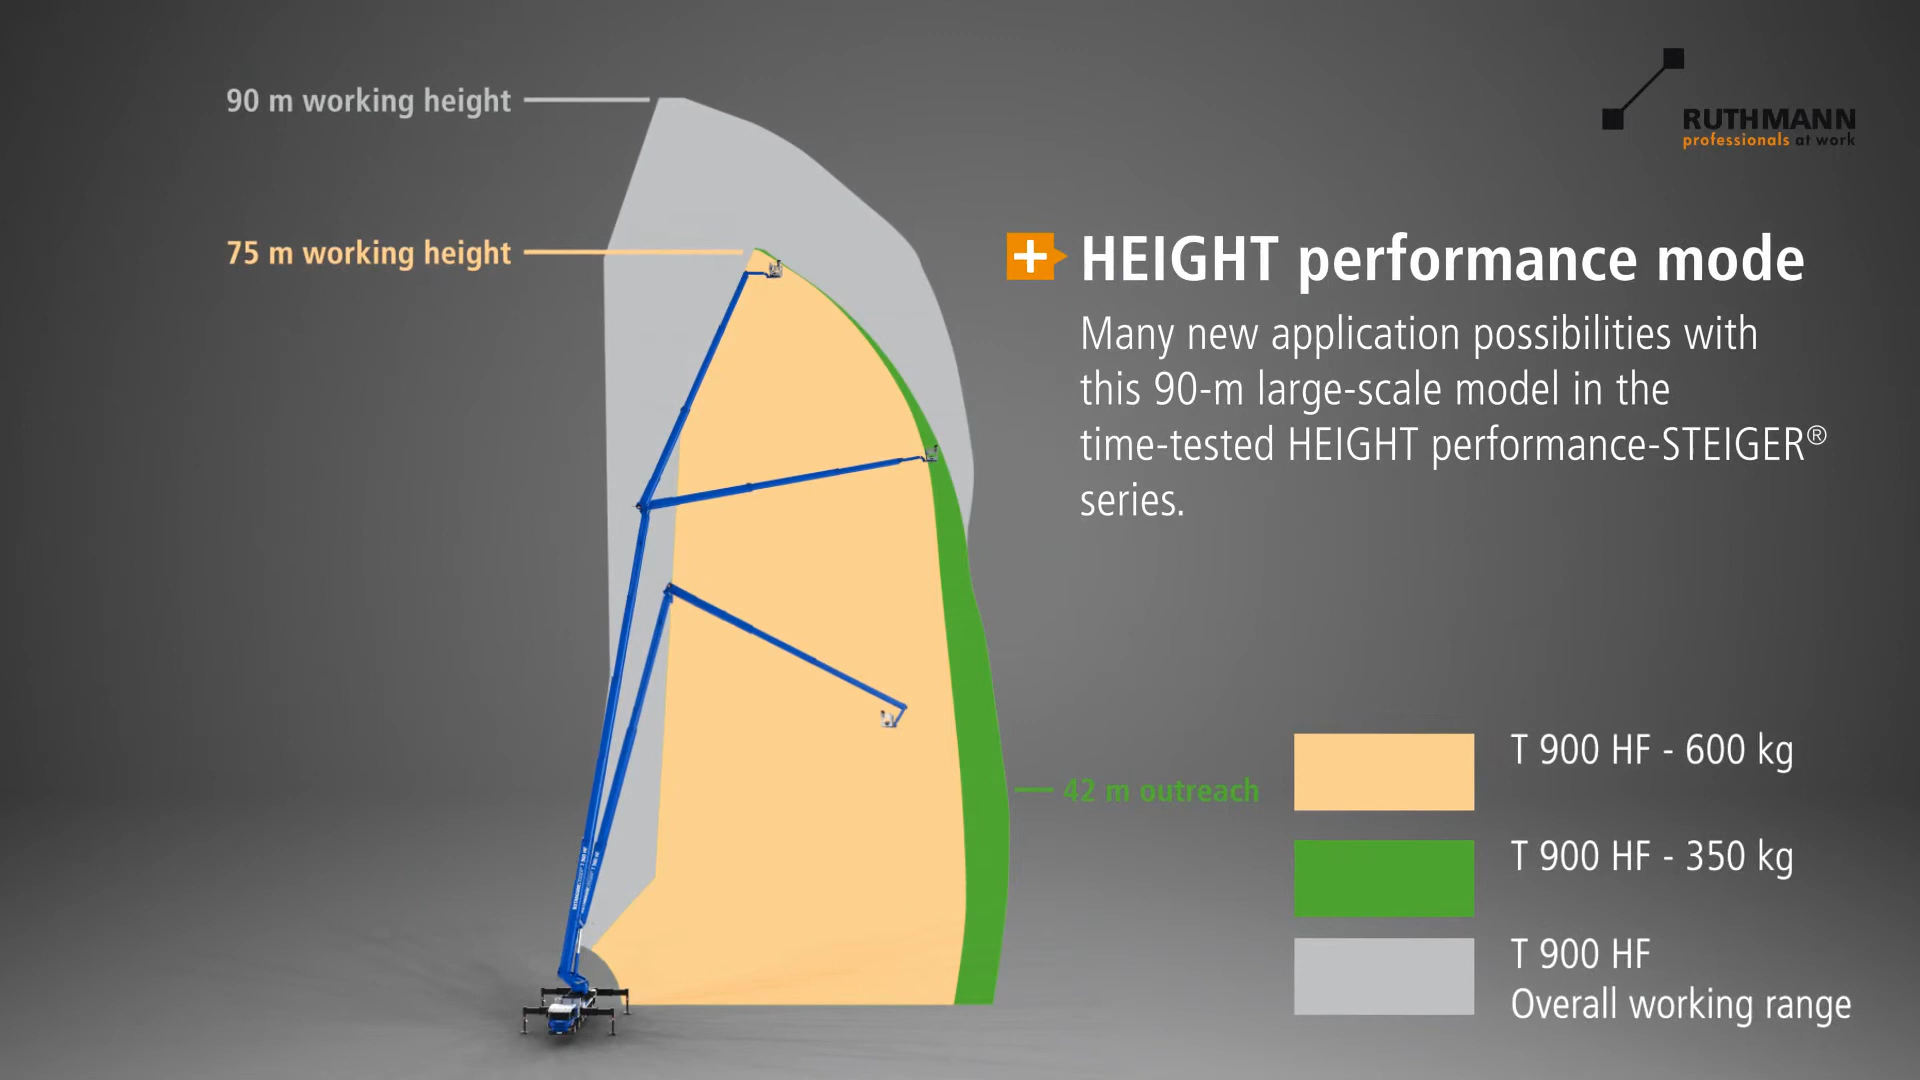 90 m working height
RUTHMANN
professionals at work
75 m working height
HEIGHT performance mode
Many new application possibilities with
this 90-m large-scale model in the
time-tested HEIGHT performance-STEIGER®
series.
42 m outreach
T 900 HF - 600 kg
T 900 HF - 350 kg
T 900 HF
Overall working range